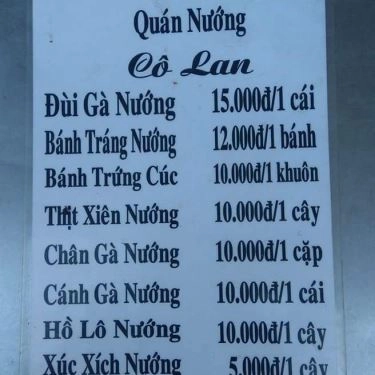 Quán Nướng
Cô Lan
Đùi Gà Nướng 15.000đ/1 cái
Bánh Tráng Nướng 12.000đ/1 bánh
Bánh Trứng Cúc 10.000đ/1 khuôn
Thịt Xiên Nướng 10.000đ/1 cây
Chân Gà Nướng 10.000đ/1 cặp
Cánh Gà Nướng 10.000đ/1 cái
Hồ Lô Nướng 10.000đ/1 cây
Xúc Xích Nướng 5.000đ/1 cây